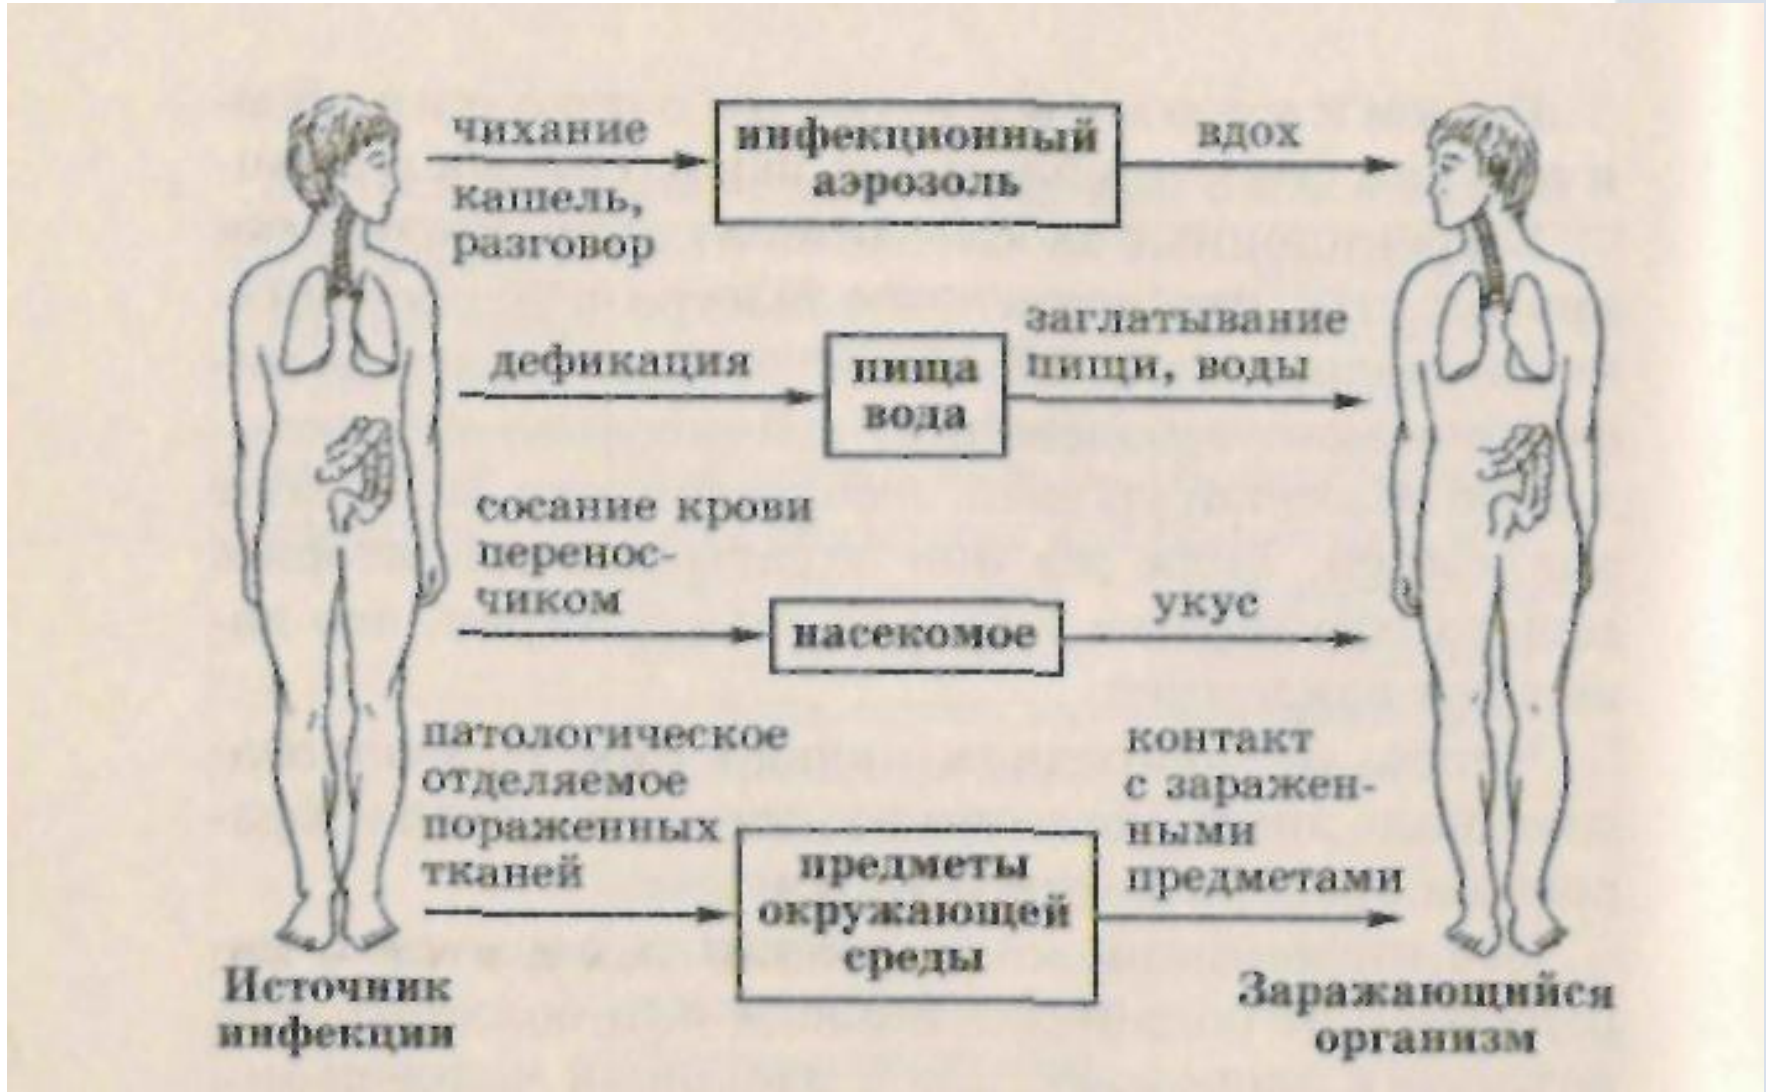 чихание
кашель,
разговор
инфекционный
аэрозоль
вдох
дефикация
пища
вода
заглатывание
пищи, воды
сосание крови
перенос-
чиком
насекомое
укус
патологическое
отделяемое
пораженных
тканей
предметы
окружающей
среды
контакт
с заражен-
ными
предметами
Источник
инфекции
Заражающийся
организм